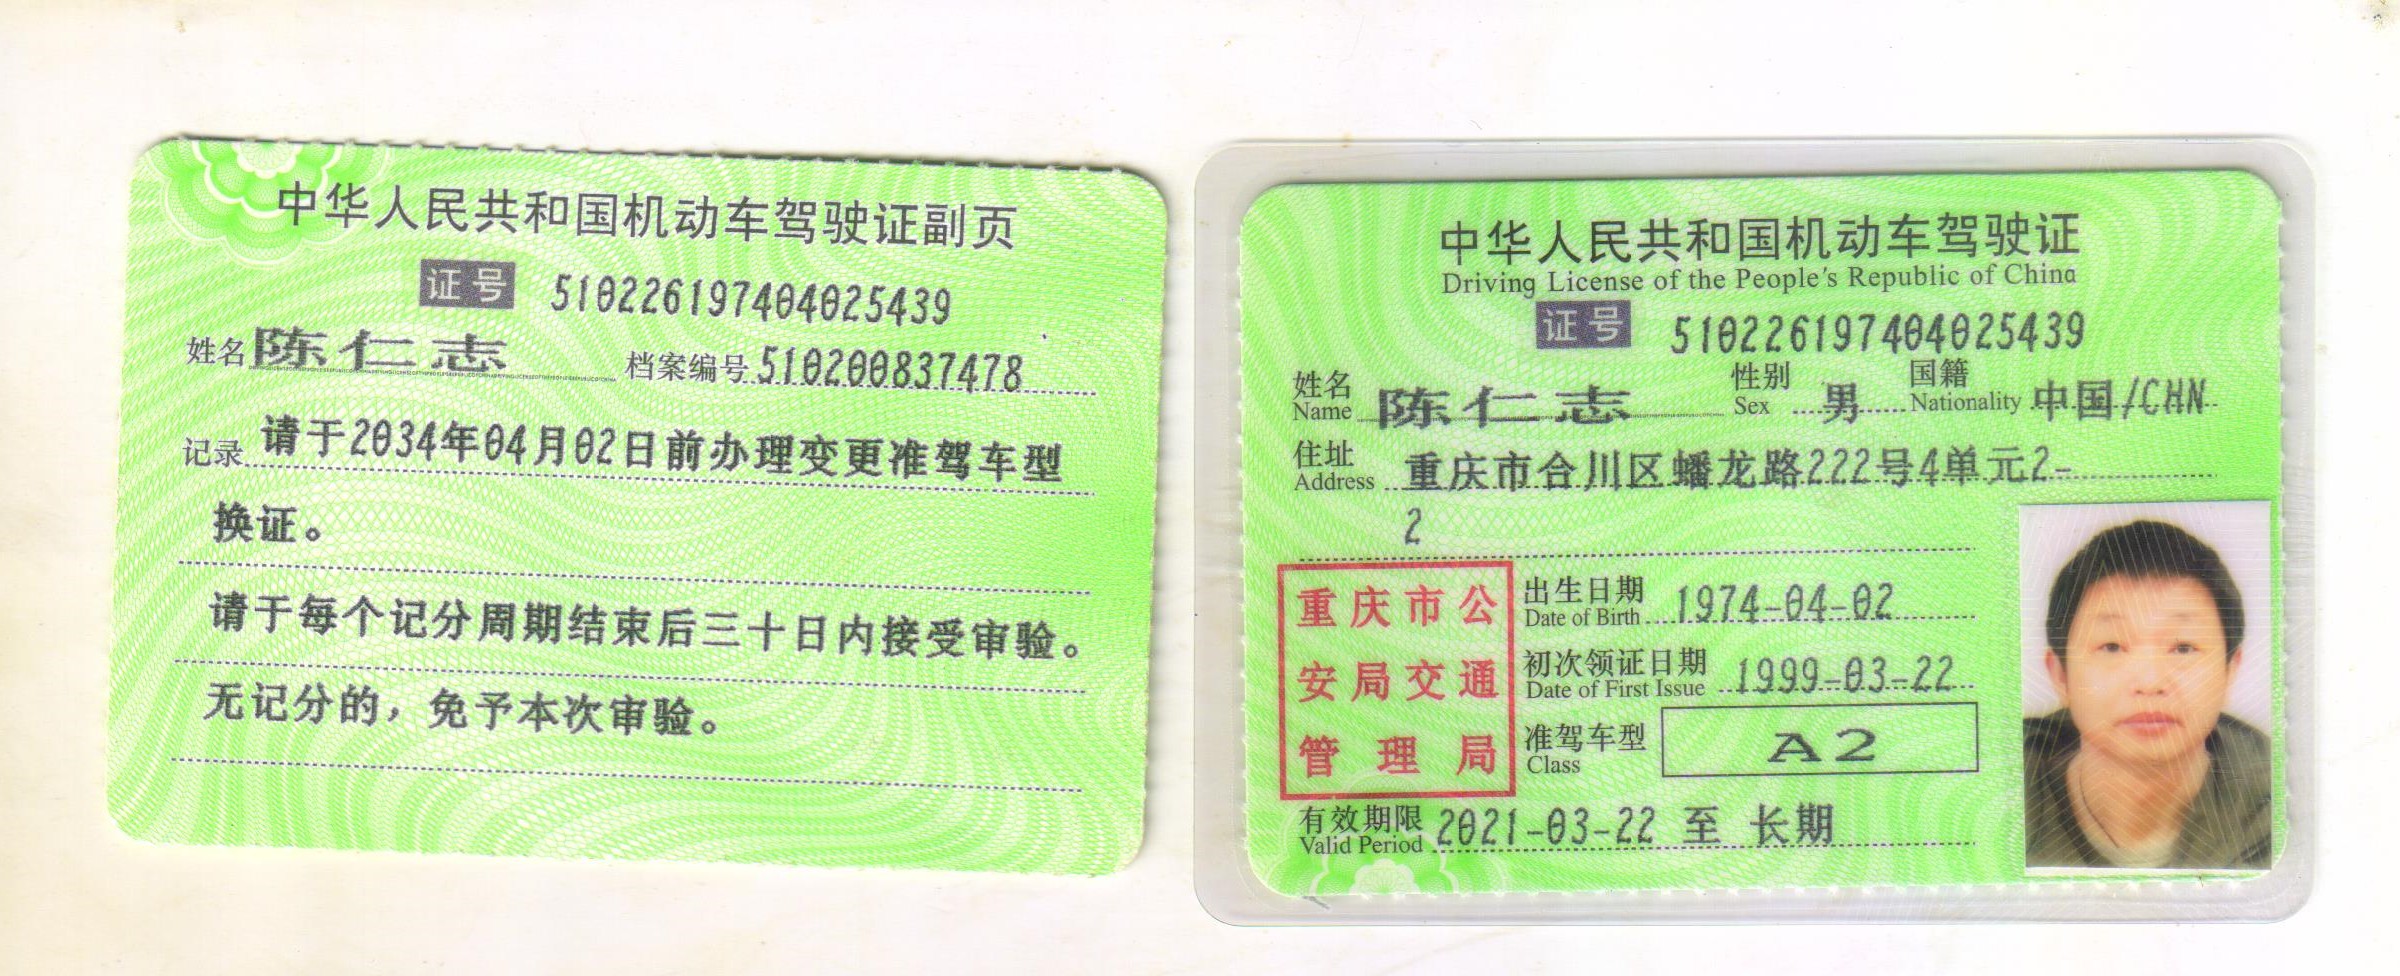 中华人民共和国机动车驾驶证副页
证号 510226197404025439
姓名 陈仁志 档案编号 510200837478
记录 请于2034年04月02日前办理变更准驾车型
换证。
请于每个记分周期结束后三十日内接受审验。
无记分的，免予本次审验。
中华人民共和国机动车驾驶证
Driving License of the People's Republic of China
证号 510226197404025439
姓名 陈仁志 性别 男 国籍 中国/CHN
Name Sex Nationality
住址 重庆市合川区蟠龙路222号4单元2-
Address
2
重庆市公
安局交通
管理局
出生日期 1974-04-02
Date of Birth
初次领证日期 1999-03-22
Date of First Issue
准驾车型 A2
Class
有效期限 2021-03-22 至 长期
Valid Period